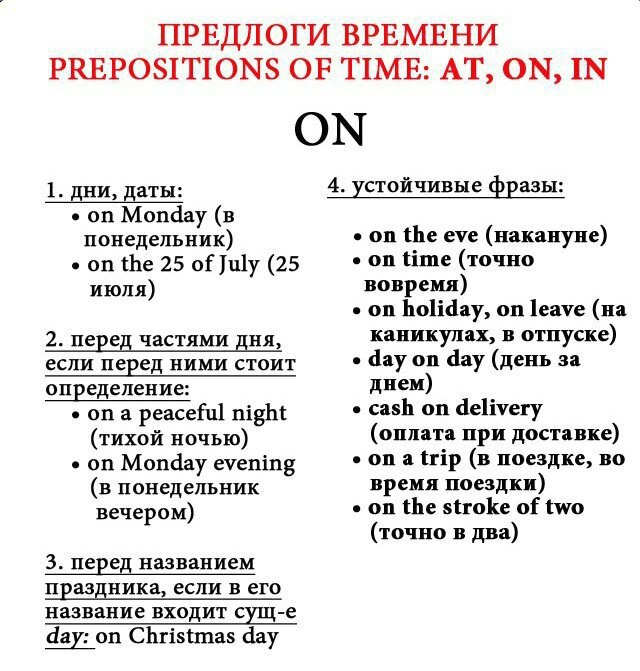 ПРЕДЛОГИ ВРЕМЕНИ
PREPOSITIONS OF TIME: AT, ON, IN
ON
1. дни, даты:
• on Monday (в
понедельник)
• on the 25 of July (25
июля)
2. перед частями дня,
если перед ними стоит
определение:
• on a peaceful night
(тихой ночью)
• on Monday evening
(в понедельник
вечером)
3. перед названием
праздника, если в его
название входит сущ-е
day: on Christmas day
4. устойчивые фразы:
• on the eve (накануне)
• on time (точно
вовремя)
• on holiday, on leave (на
каникулах, в отпуске)
• day on day (день за
днем)
• cash on delivery
(оплата при доставке)
• on a trip (в поездке, во
время поездки)
• on the stroke of two
(точно в два)